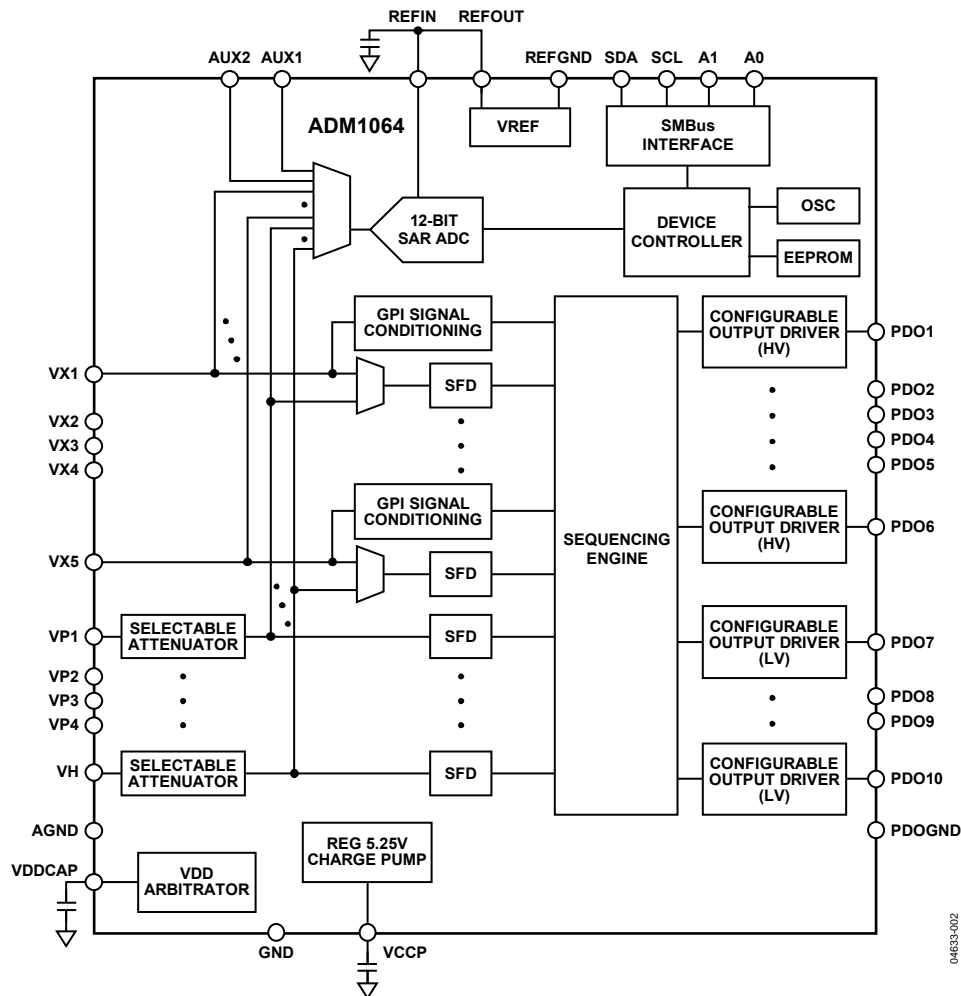 REFIN REFOUT
AUX2 AUX1 REFGND SDA SCL A1 A0
ADM1064
VREF
SMBus
INTERFACE
12-BIT
SAR ADC
DEVICE
CONTROLLER
OSC
EEPROM
GPI SIGNAL
CONDITIONING
CONFIGURABLE
OUTPUT DRIVER
(HV)
PDO1
VX1
SFD
PDO2
VX2
PDO3
VX3
PDO4
VX4
PDO5
GPI SIGNAL
CONDITIONING
CONFIGURABLE
OUTPUT DRIVER
(HV)
PDO6
SEQUENCING
ENGINE
VX5
SFD
VP1
SELECTABLE
ATTENUATOR
SFD
CONFIGURABLE
OUTPUT DRIVER
(LV)
PDO7
VP2
VP3
VP4
PDO8
PDO9
VH
SELECTABLE
ATTENUATOR
SFD
CONFIGURABLE
OUTPUT DRIVER
(LV)
PDO10
AGND
PDOGND
REG 5.25V
CHARGE PUMP
VDDCAP
VDD
ARBITRATOR
GND
VCCP
04633-002